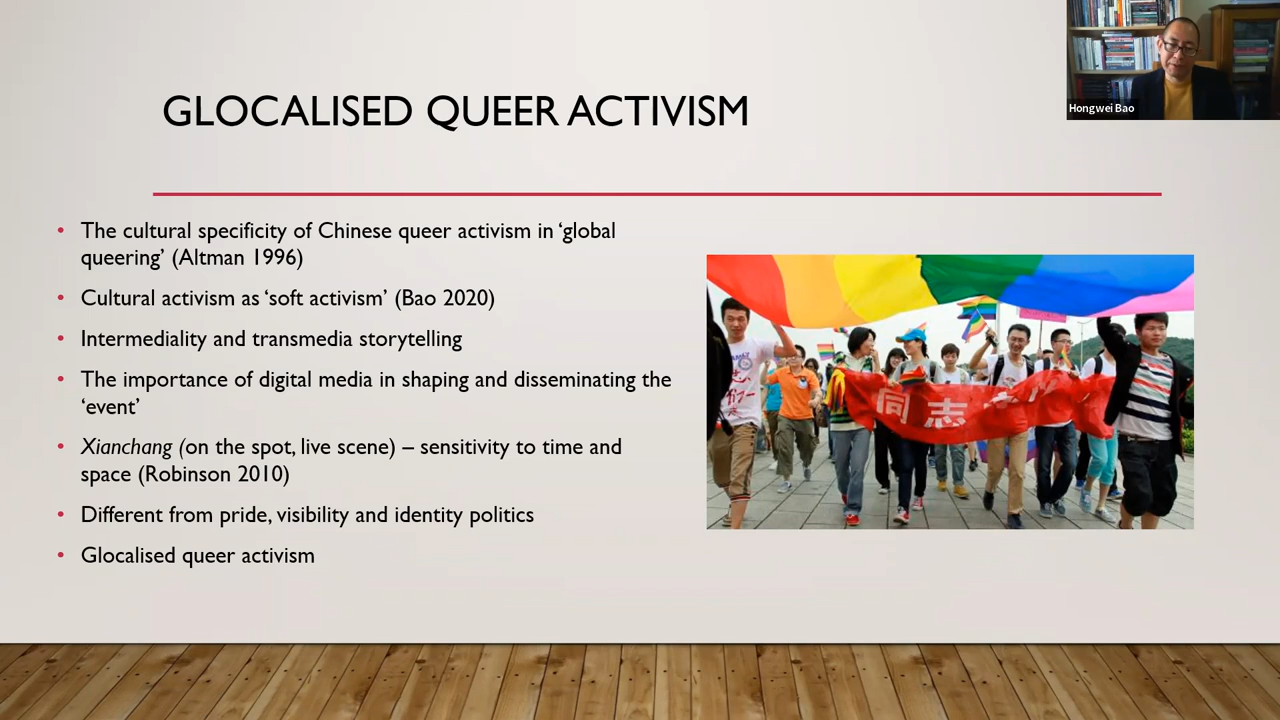 Hongwei Bao
GLOCALISED QUEER ACTIVISM
• The cultural specificity of Chinese queer activism in ‘global
queering’ (Altman 1996)
• Cultural activism as ‘soft activism’ (Bao 2020)
• Intermediality and transmedia storytelling
• The importance of digital media in shaping and disseminating the
‘event’
• Xianchang (on the spot, live scene) – sensitivity to time and
space (Robinson 2010)
• Different from pride, visibility and identity politics
• Glocalised queer activism
同志